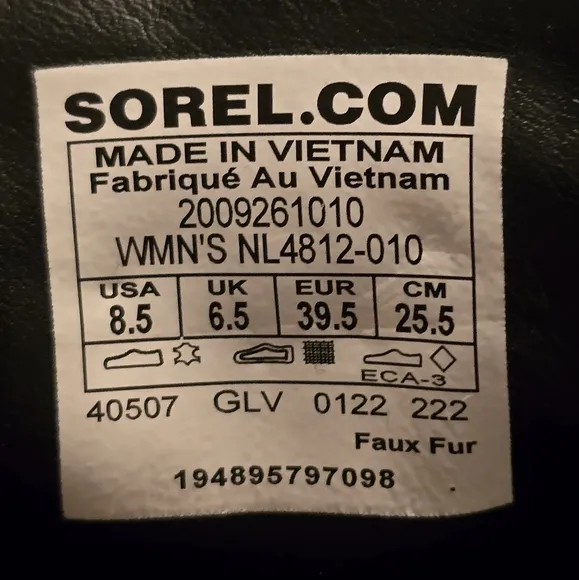 SOREL.COM
MADE IN VIETNAM
Fabriqué Au Vietnam
2009261010
WMN'S NL4812-010
USA UK EUR CM
8.5 6.5 39.5 25.5
ECA-3
40507 GLV 0122 222
Faux Fur
194895797098